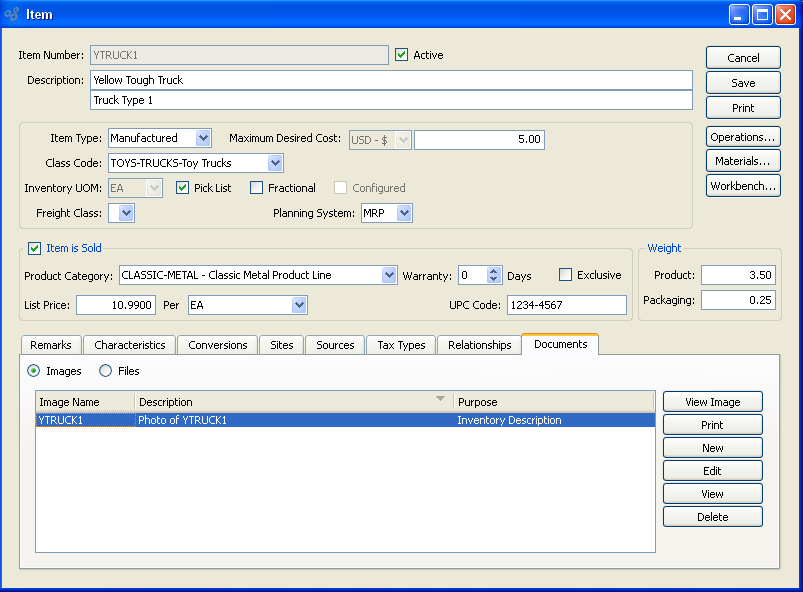 Item
Item Number: YTRUCK1 Active
Cancel
Description: Yellow Tough Truck
Save
Truck Type 1
Print
Item Type: Manufactured Maximum Desired Cost: USD - $ 5.00
Operations...
Class Code: TOYS-TRUCKS-Toy Trucks
Materials...
Inventory UOM: EA Pick List Fractional Configured
Workbench...
Freight Class: Planning System: MRP
Item is Sold
Weight
Product Category: CLASSIC-METAL - Classic Metal Product Line Warranty: 0 Days Exclusive
Product: 3.50
List Price: 10.9900 Per EA UPC Code: 1234-4567
Packaging: 0.25
Remarks Characteristics Conversions Sites Sources Tax Types Relationships Documents
Images Files
Image Name Description Purpose
View Image
YTRUCK1 Photo of YTRUCK1 Inventory Description
Print
New
Edit
View
Delete